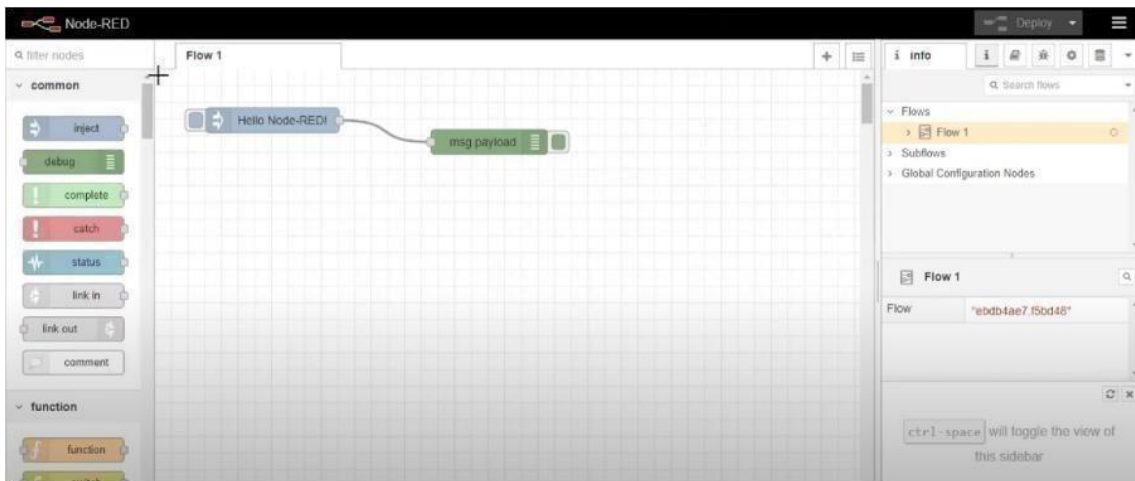 Node-RED
Deploy
filter nodes
Flow 1
info
Search flows
common
inject
debug
complete
catch
status
link in
link out
comment
function
function
switch
Hello Node-RED!
msg payload
Flows
Flow 1
Subflows
Global Configuration Nodes
Flow 1
Flow "ebdb4ae7.f5bd48"
ctrl-space will toggle the view of
this sidebar